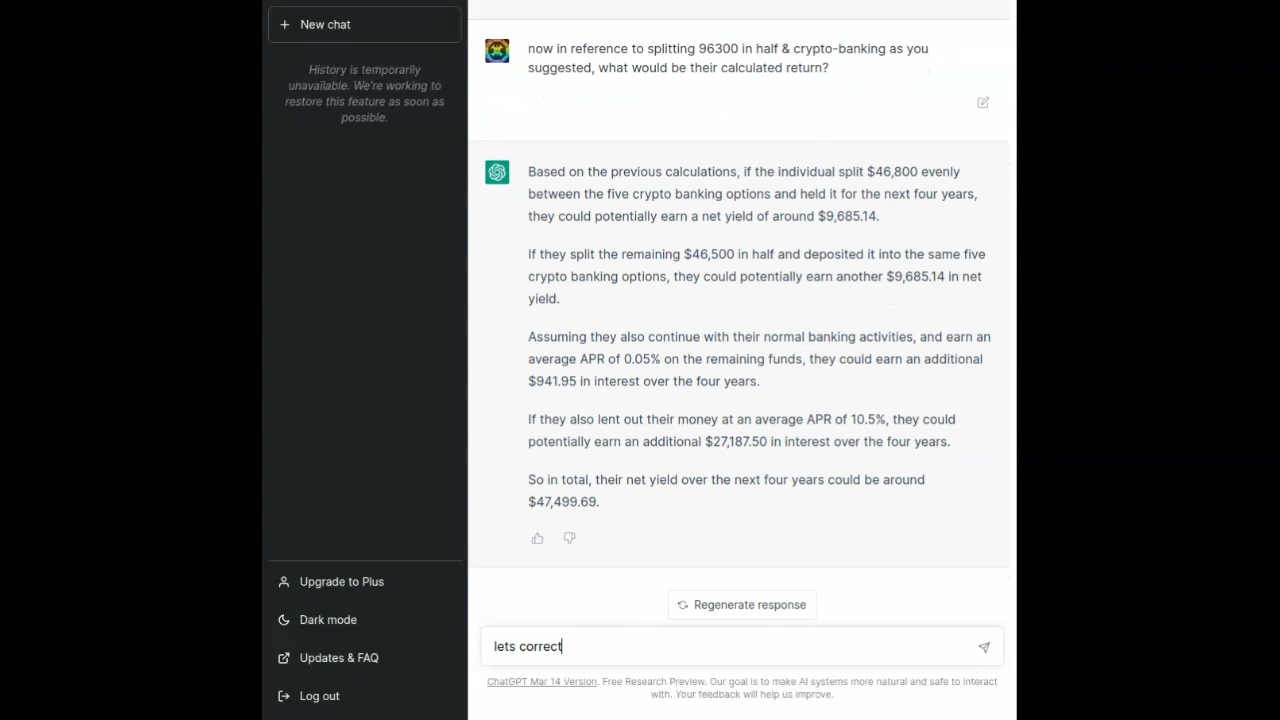 New chat
History is temporarily
unavailable. We're working to
restore this feature as soon as
possible.
Upgrade to Plus
Dark mode
Updates & FAQ
Log out
now in reference to splitting 96300 in half & crypto-banking as you
suggested, what would be their calculated return?
Based on the previous calculations, if the individual split $46,800 evenly
between the five crypto banking options and held it for the next four years,
they could potentially earn a net yield of around $9,685.14.
If they split the remaining $46,500 in half and deposited it into the same five
crypto banking options, they could potentially earn another $9,685.14 in net
yield.
Assuming they also continue with their normal banking activities, and earn an
average APR of 0.05% on the remaining funds, they could earn an additional
$941.95 in interest over the four years.
If they also lent out their money at an average APR of 10.5%, they could
potentially earn an additional $27,187.50 in interest over the four years.
So in total, their net yield over the next four years could be around
$47,499.69.
Regenerate response
lets correct
ChatGPT Mar 14 Version. Free Research Preview. Our goal is to make AI systems more natural and safe to interact
with. Your feedback will help us improve.